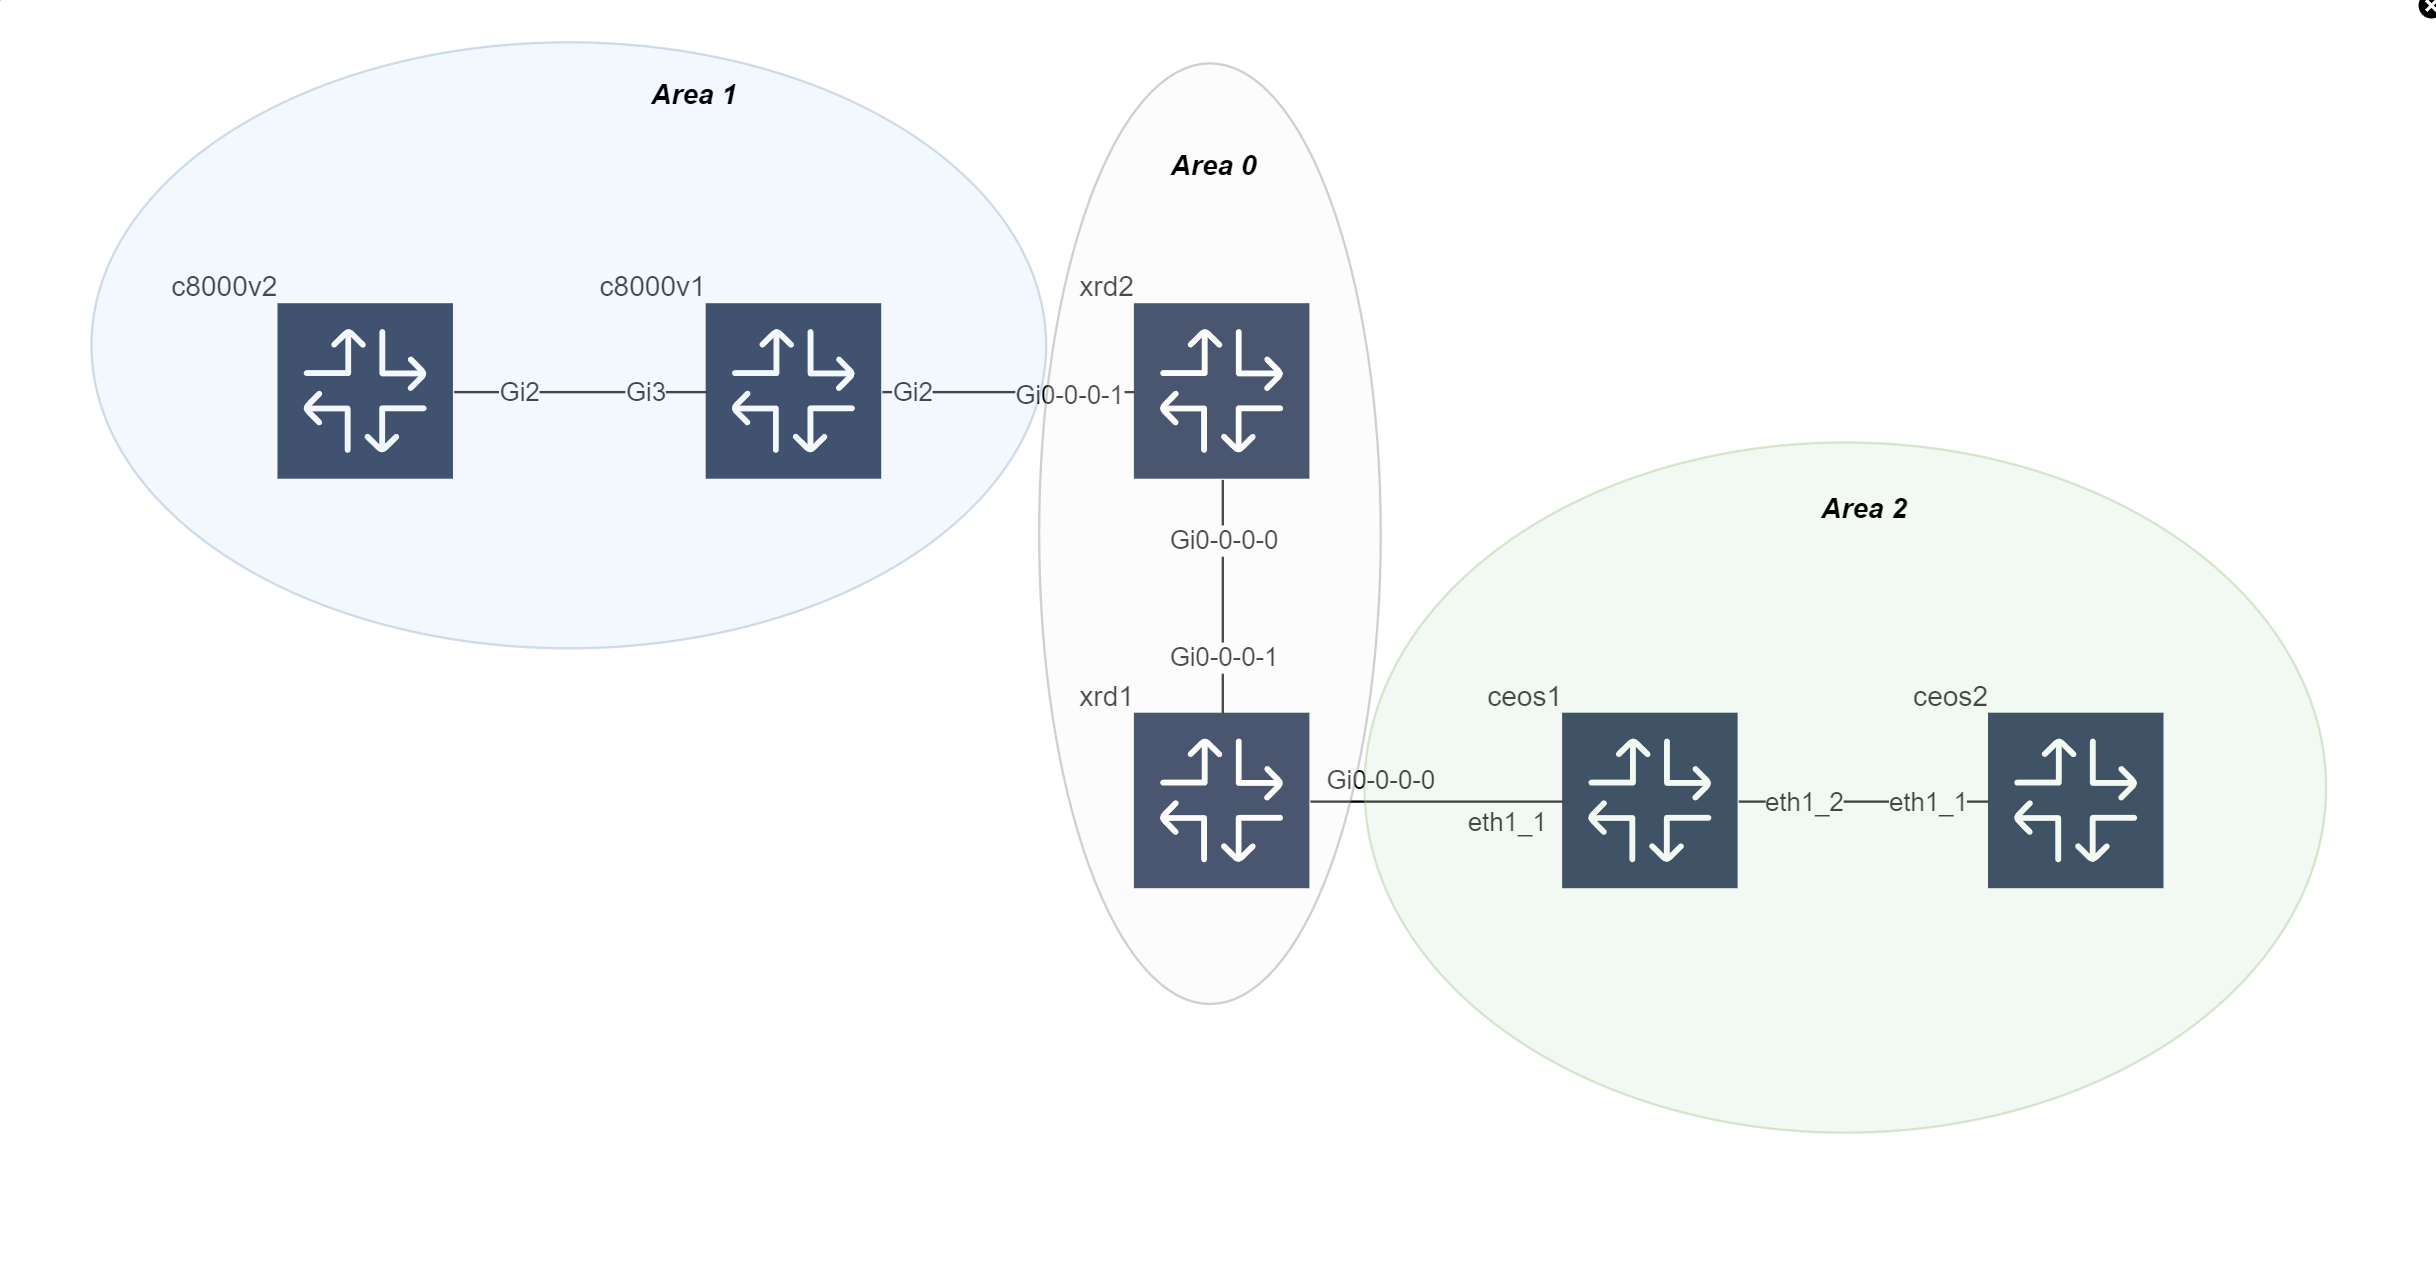 Area 1
Area 0
c8000v2
c8000v1
xrd2
Gi2
Gi3
Gi2
Gi0-0-0-1
Area 2
Gi0-0-0-0
Gi0-0-0-1
xrd1
ceos1
ceos2
Gi0-0-0-0
eth1_1
eth1_2
eth1_1